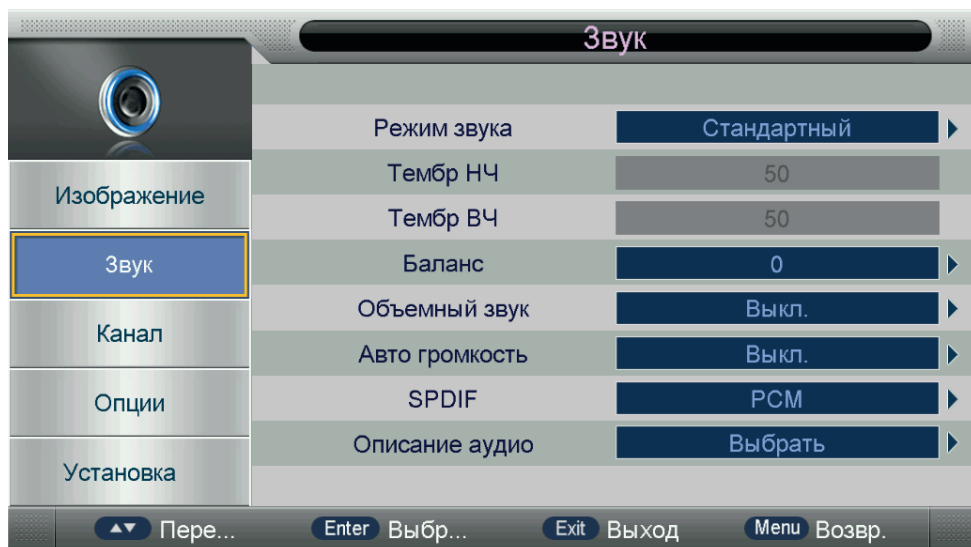 Звук
Изображение
Звук
Канал
Опции
Установка
Режим звука Стандартный
Тембр НЧ 50
Тембр ВЧ 50
Баланс 0
Объемный звук Выкл.
Авто громкость Выкл.
SPDIF PCM
Описание аудио Выбрать
Пере... Enter Выбр... Exit Выход Menu Возвр.